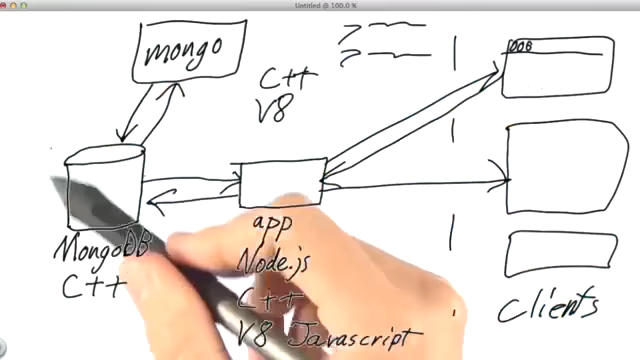 Untitled @ 100.0 %
mongo
C++
V8
MongoDB
C++
app
Node.js
C++
V8 Javascript
Clients